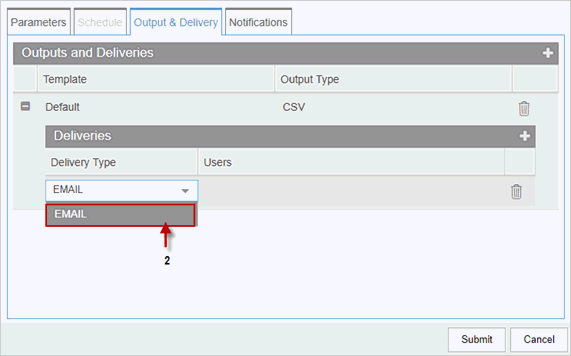 Parameters Schedule Output & Delivery Notifications
Outputs and Deliveries +
Template Output Type
Default CSV
Deliveries +
Delivery Type Users
EMAIL
EMAIL
2
Submit Cancel